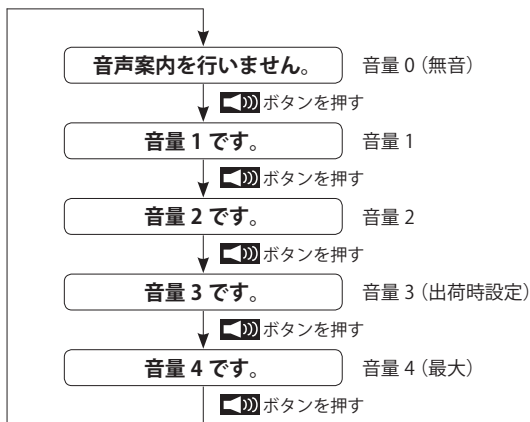 音声案内を行いません。 音量 0（無音）
ボタンを押す
音量 1 です。 音量 1
ボタンを押す
音量 2 です。 音量 2
ボタンを押す
音量 3 です。 音量 3（出荷時設定）
ボタンを押す
音量 4 です。 音量 4（最大）
ボタンを押す